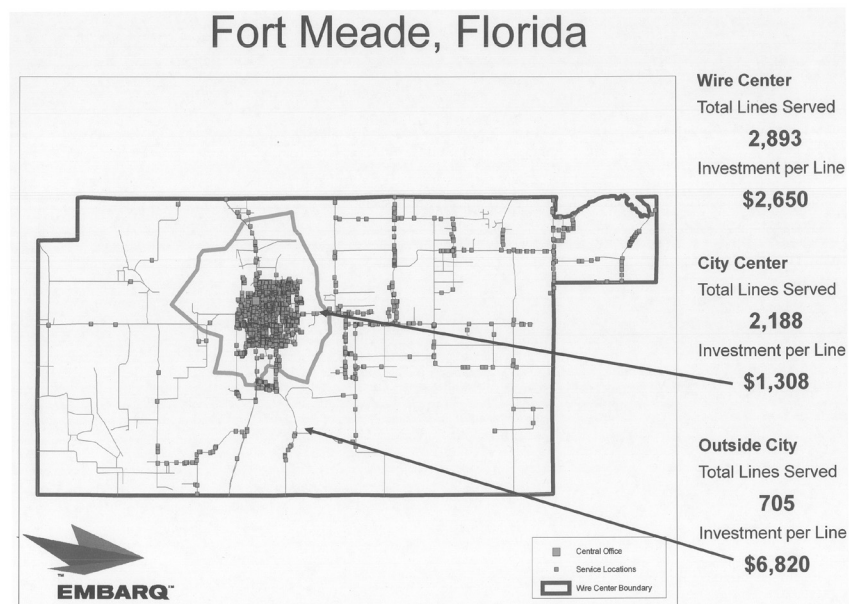 Fort Meade, Florida
Wire Center
Total Lines Served
2,893
Investment per Line
$2,650
City Center
Total Lines Served
2,188
Investment per Line
$1,308
Outside City
Total Lines Served
705
Investment per Line
$6,820
Central Office
Service Locations
Wire Center Boundary
™
EMBARQ™